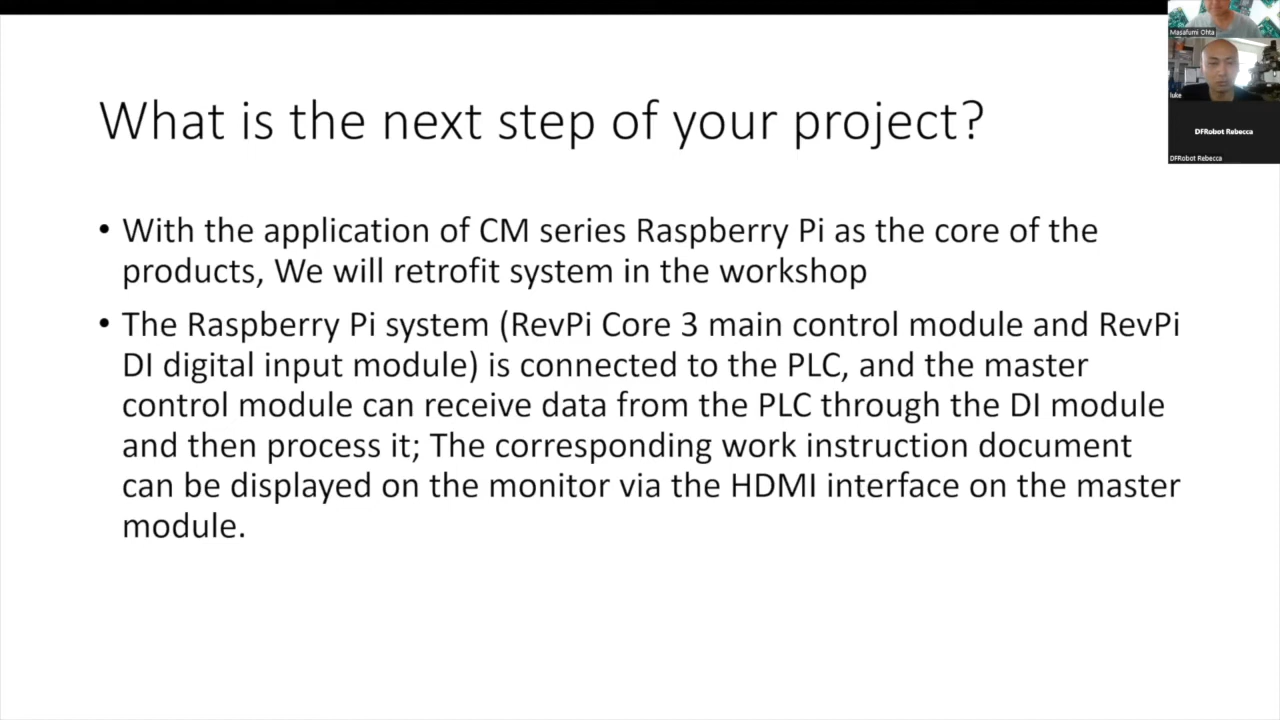 What is the next step of your project?
• With the application of CM series Raspberry Pi as the core of the
products, We will retrofit system in the workshop
• The Raspberry Pi system (RevPi Core 3 main control module and RevPi
DI digital input module) is connected to the PLC, and the master
control module can receive data from the PLC through the DI module
and then process it; The corresponding work instruction document
can be displayed on the monitor via the HDMI interface on the master
module.
Masafumi Ohta
luke
DFRobot Rebecca
DFRobot Rebecca